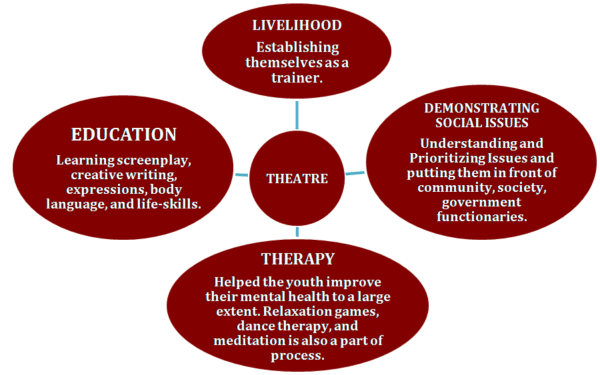 LIVELIHOOD
Establishing
themselves as a
trainer.
EDUCATION
Learning screenplay,
creative writing,
expressions, body
language, and life-skills.
THEATRE
DEMONSTRATING
SOCIAL ISSUES
Understanding and
Prioritizing Issues and
putting them in front of
community, society,
government
functionaries.
THERAPY
Helped the youth improve
their mental health to a large
extent. Relaxation games,
dance therapy, and
meditation is also a part of
process.